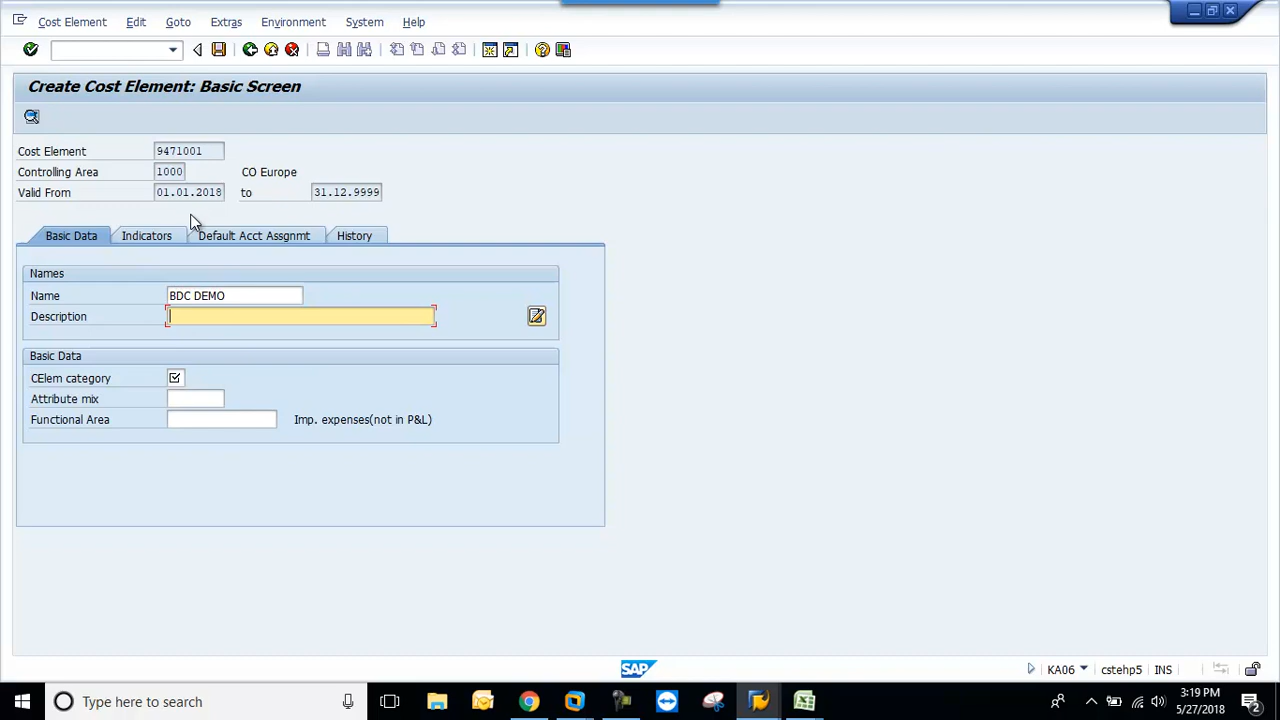 Cost Element Edit Goto Extras Environment System Help
Create Cost Element: Basic Screen
Cost Element 9471001
Controlling Area 1000 CO Europe
Valid From 01.01.2018 to 31.12.9999
Basic Data Indicators Default Acct Assgnmt History
Names
Name BDC DEMO
Description
Basic Data
CElem category
Attribute mix
Functional Area Imp. expenses(not in P&L)
SAP KA06 cstehp5 INS
Type here to search
3:19 PM
5/27/2018
2